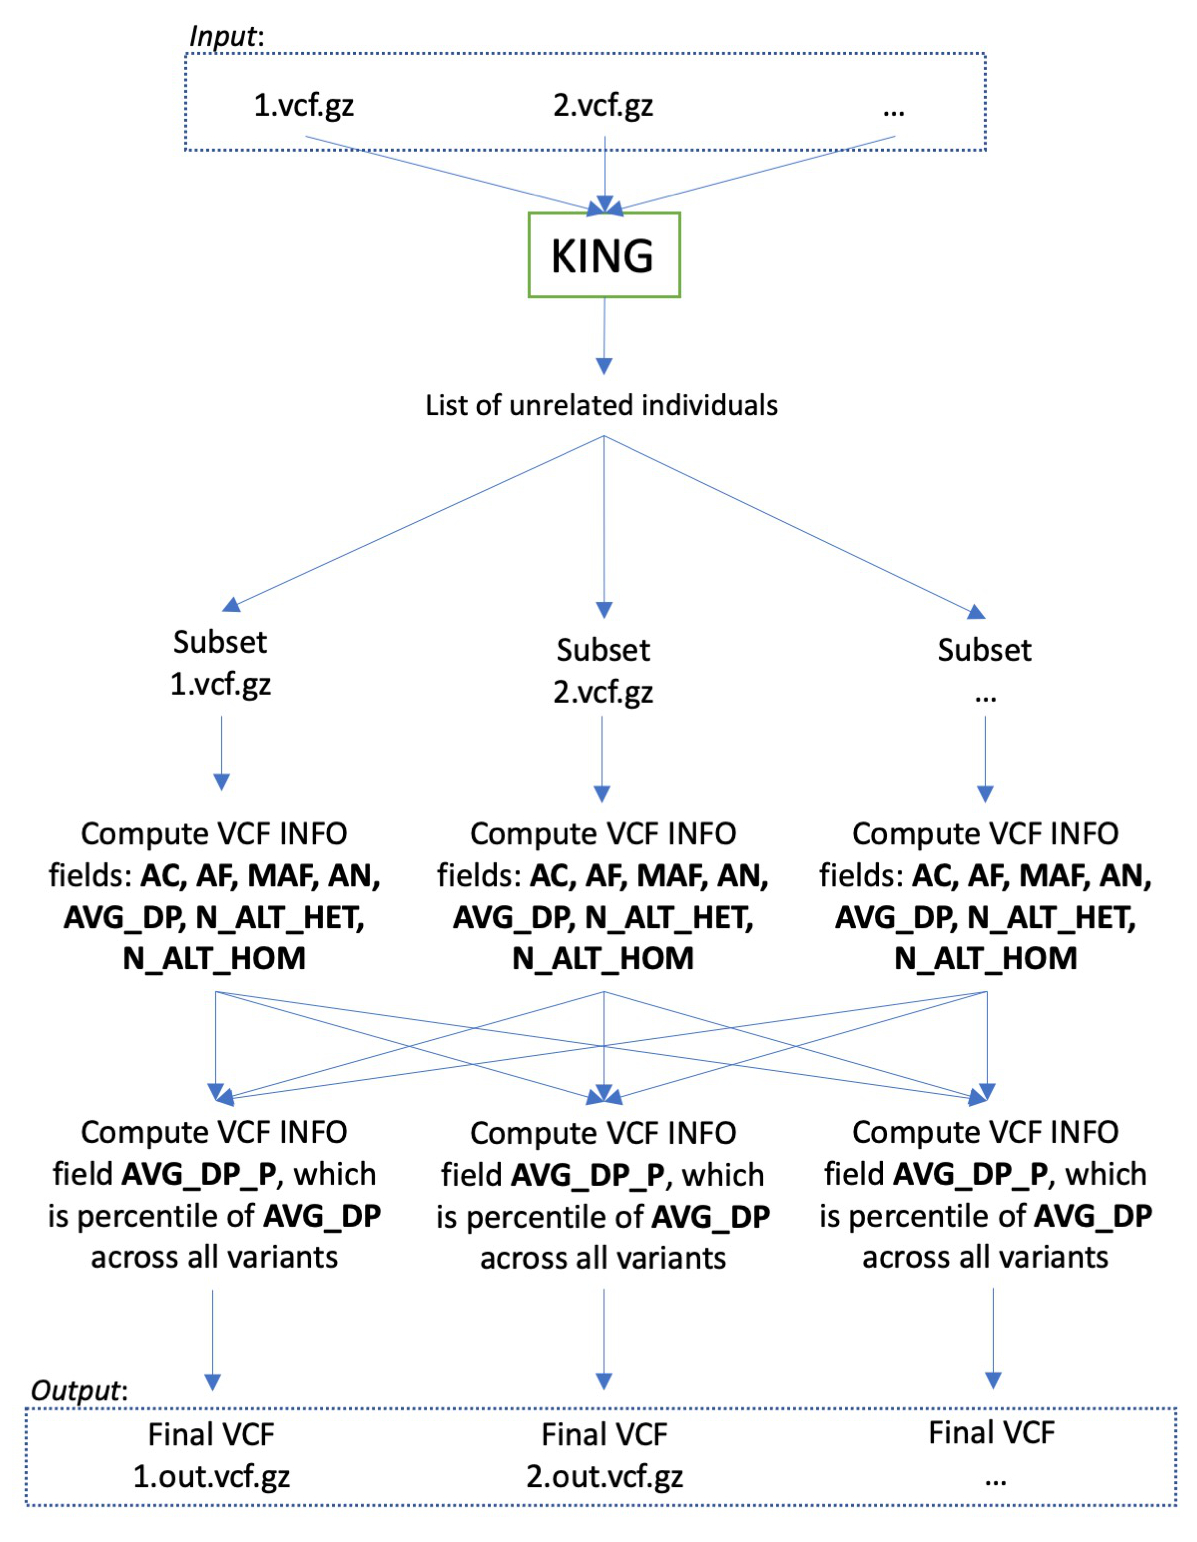 Input:
1.vcf.gz
2.vcf.gz
...
KING
List of unrelated individuals
Subset
1.vcf.gz
Subset
2.vcf.gz
Subset
...
Compute VCF INFO
fields: AC, AF, MAF, AN,
AVG_DP, N_ALT_HET,
N_ALT_HOM
Compute VCF INFO
fields: AC, AF, MAF, AN,
AVG_DP, N_ALT_HET,
N_ALT_HOM
Compute VCF INFO
fields: AC, AF, MAF, AN,
AVG_DP, N_ALT_HET,
N_ALT_HOM
Compute VCF INFO
field AVG_DP_P, which
is percentile of AVG_DP
across all variants
Compute VCF INFO
field AVG_DP_P, which
is percentile of AVG_DP
across all variants
Compute VCF INFO
field AVG_DP_P, which
is percentile of AVG_DP
across all variants
Output:
Final VCF
1.out.vcf.gz
Final VCF
2.out.vcf.gz
Final VCF
...